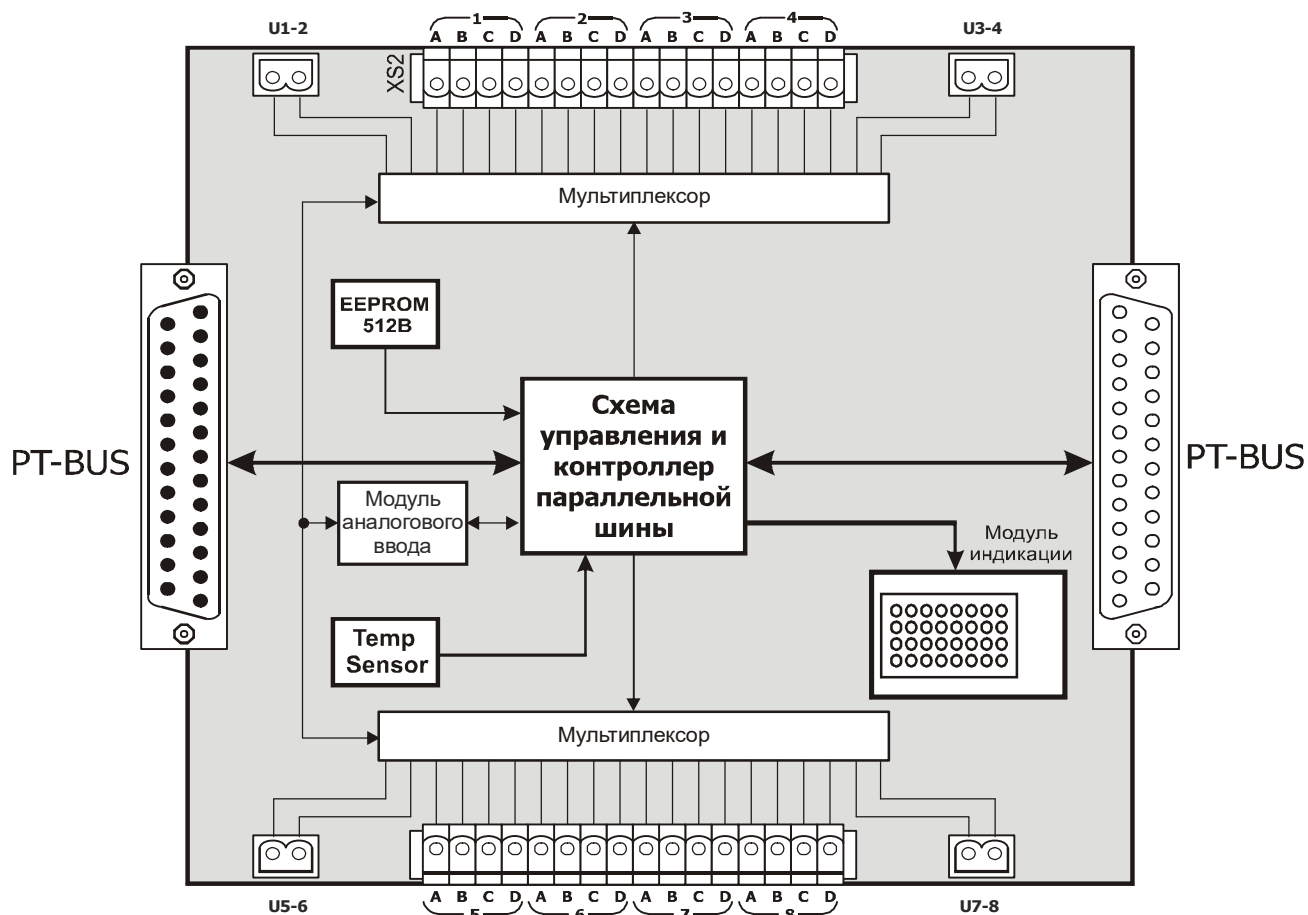 U1-2
1 2 3 4
U3-4
A B C D A B C D A B C D A B C D
XS2
Мультиплексор
EEPROM
512B
Схема
управления и
контроллер
параллельной
шины
PT-BUS
PT-BUS
Модуль
аналогового
ввода
Модуль
индикации
Temp
Sensor
Мультиплексор
A B C D A B C D A B C D A B C D
U5-6
5 6 7 8
U7-8